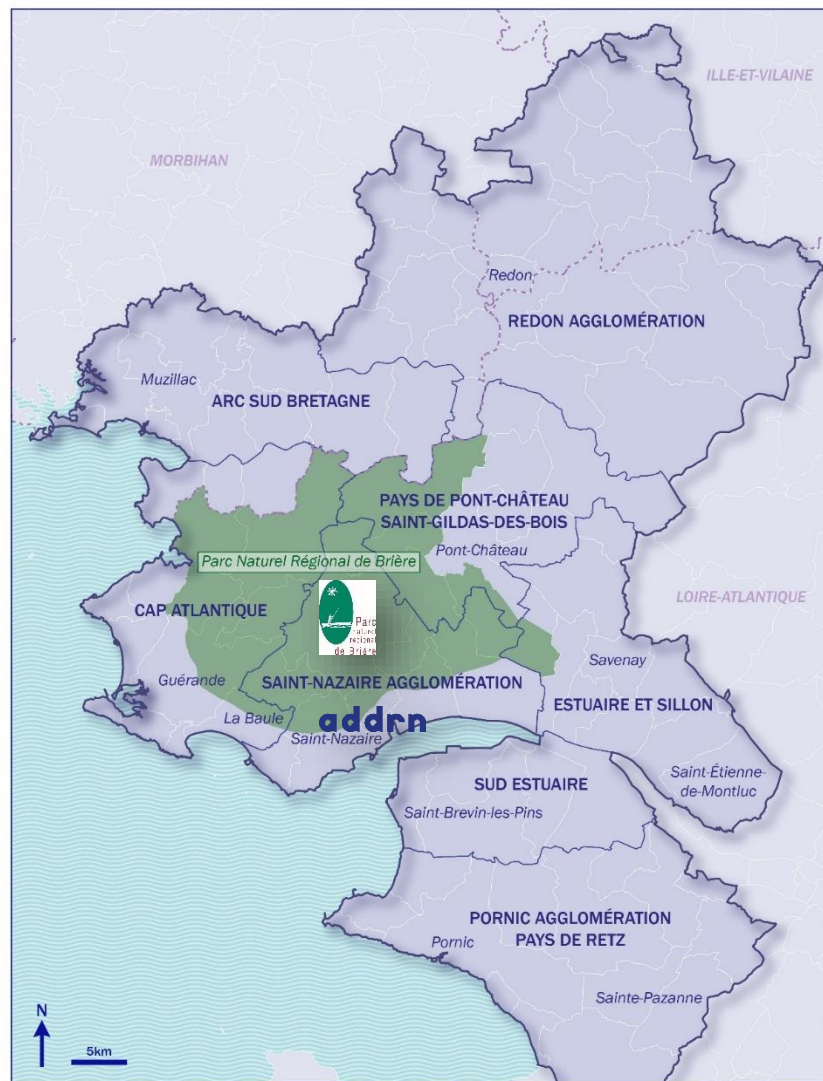 ILLE-ET-VILAINE
MORBIHAN
Redon
REDON AGGLOMÉRATION
Muzillac
ARC SUD BRETAGNE
PAYS DE PONT-CHÂTEAU
SAINT-GILDAS-DES-BOIS
Pont-Château
Parc Naturel Régional de Brière
CAP ATLANTIQUE
LOIRE-ATLANTIQUE
Parc
naturel
régional
de Brière
Savenay
Guérande
SAINT-NAZAIRE AGGLOMÉRATION
ESTUAIRE ET SILLON
La Baule
addrn
Saint-Nazaire
Saint-Étienne-
de-Montluc
SUD ESTUAIRE
Saint-Brevin-les-Pins
PORNIC AGGLOMÉRATION
PAYS DE RETZ
Pornic
Sainte-Pazanne
N
5km